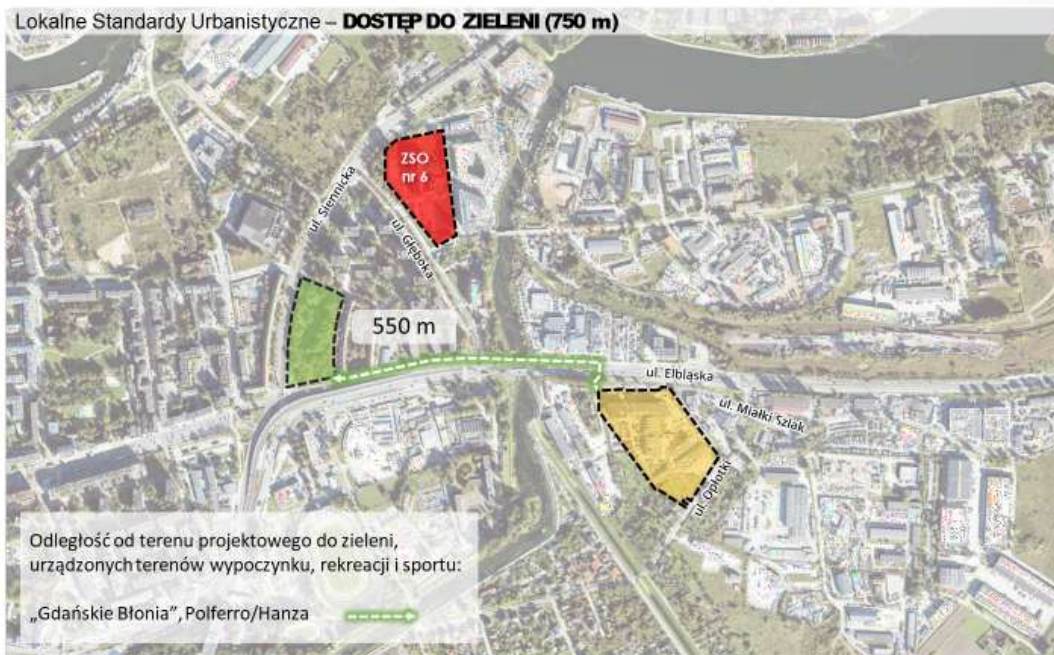 Lokalne Standardy Urbanistyczne – DOSTĘP DO ZIELENI (750 m)
ZSO
nr 6
ul. Siennicka
ul. Głęboka
550 m
ul. Elbląska
ul. Miałki Szlak
ul. Opłotki
Odległość od terenu projektowego do zieleni,
urządzonych terenów wypoczynku, rekreacji i sportu:
„Gdańskie Błonia”, Polferro/Hanza